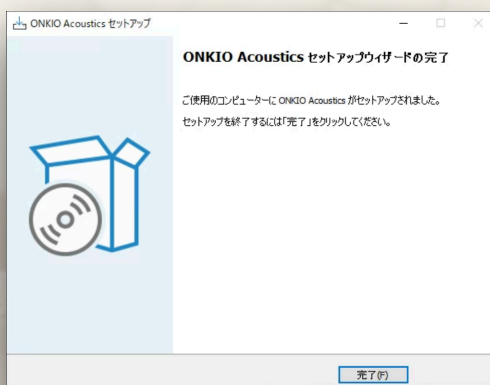 ONKIO Acoustics セットアップ
ONKIO Acoustics セットアップウィザードの完了
ご使用のコンピューターに ONKIO Acoustics がセットアップされました。
セットアップを終了するには「完了」をクリックしてください。
完了(F)